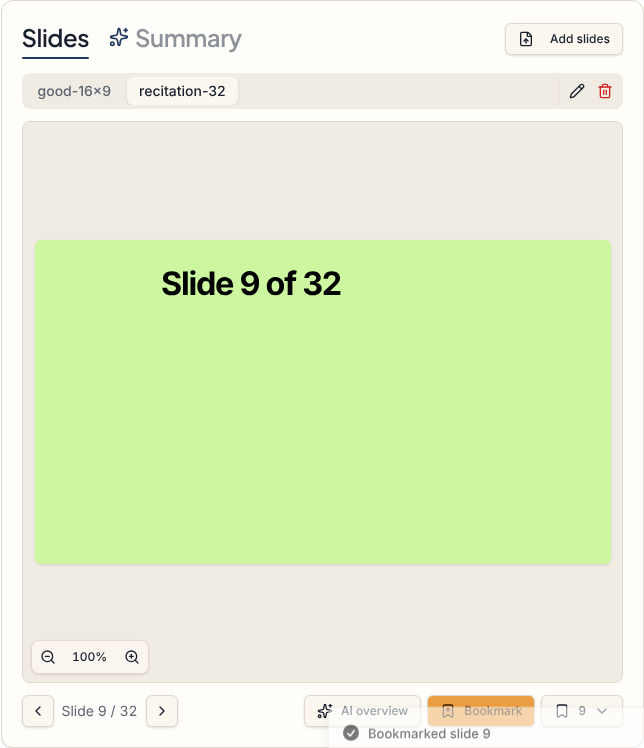 Slides Summary Add slides
good-16×9 recitation-32
Slide 9 of 32
100%
Slide 9 / 32 AI overview Bookmark 9
Bookmarked slide 9